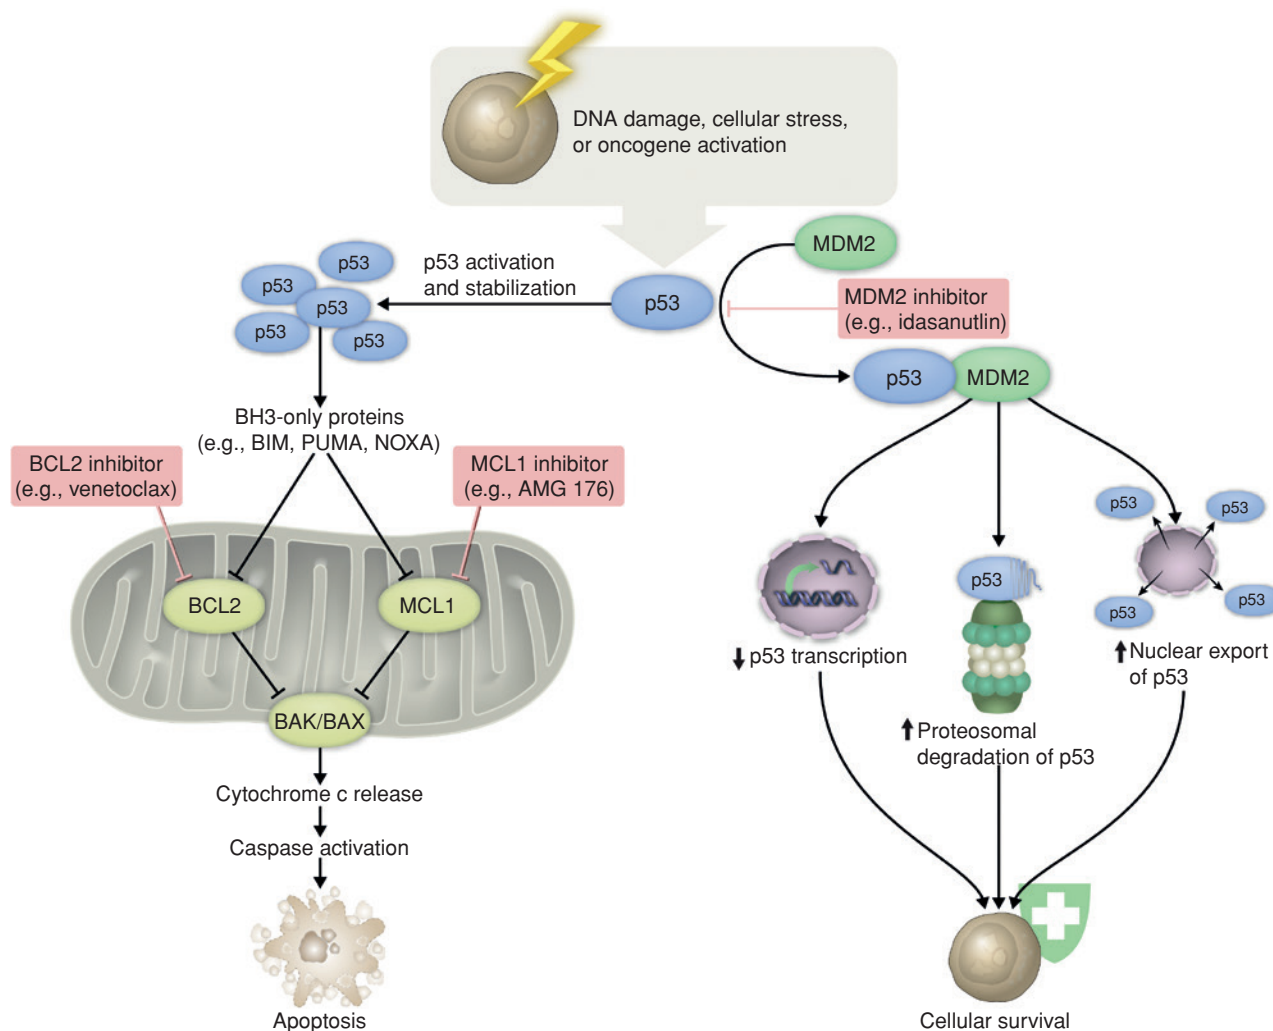 DNA damage, cellular stress,
or oncogene activation
MDM2
p53
p53
p53
p53
p53
p53 activation
and stabilization
p53
MDM2 inhibitor
(e.g., idasanutlin)
p53
MDM2
BH3-only proteins
(e.g., BIM, PUMA, NOXA)
BCL2 inhibitor
(e.g., venetoclax)
MCL1 inhibitor
(e.g., AMG 176)
BCL2
MCL1
BAK/BAX
Cytochrome c release
Caspase activation
Apoptosis
p53 transcription
p53
Proteosomal
degradation of p53
p53
p53
p53
p53
Nuclear export
of p53
Cellular survival